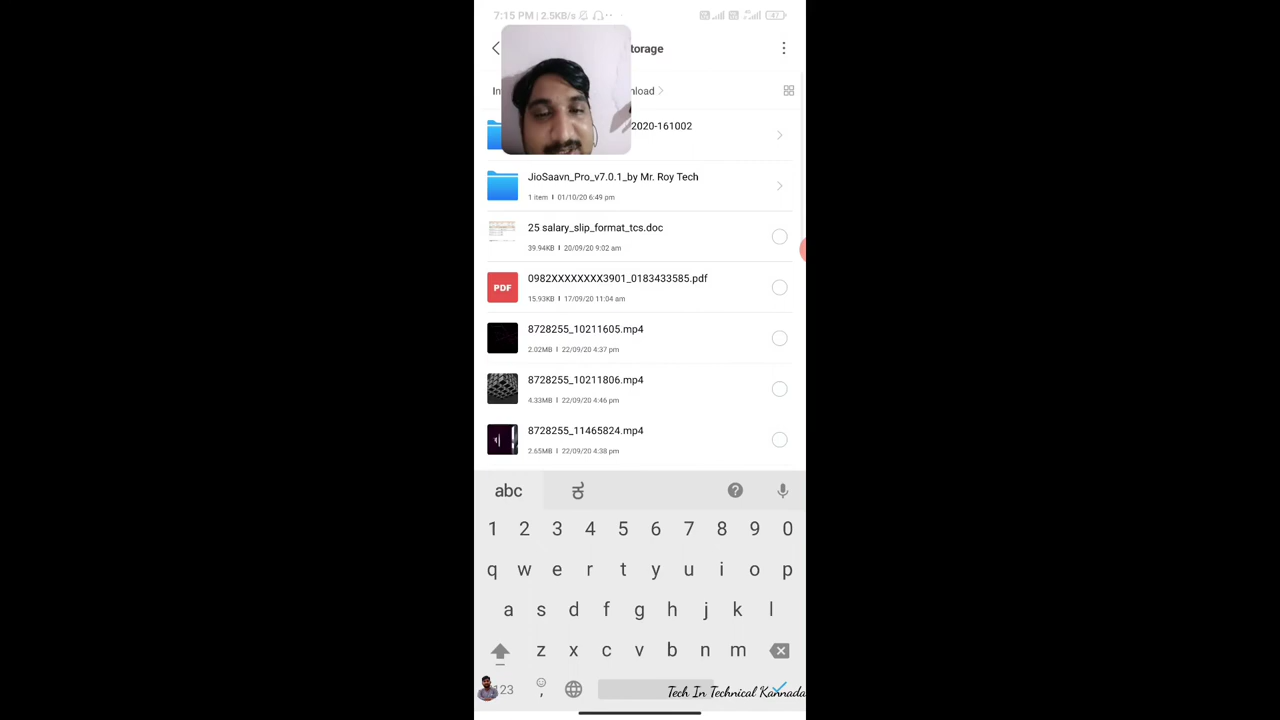 7:15 PM | 2.5KB/s
47
torage
In
nload
2020-161002
JioSaavn_Pro_v7.0.1_by Mr. Roy Tech
1 item | 01/10/20 6:49 pm
25 salary_slip_format_tcs.doc
39.94KB | 20/09/20 9:02 am
PDF
0982XXXXXXXX3901_0183433585.pdf
15.93KB | 17/09/20 11:04 am
8728255_10211605.mp4
2.02MB | 22/09/20 4:37 pm
8728255_10211806.mp4
4.33MB | 22/09/20 4:46 pm
8728255_11465824.mp4
2.65MB | 22/09/20 4:38 pm
abc ಕ
1 2 3 4 5 6 7 8 9 0
q w e r t y u i o p
a s d f g h j k l
z x c v b n m
123 , Tech In Technical Kannada